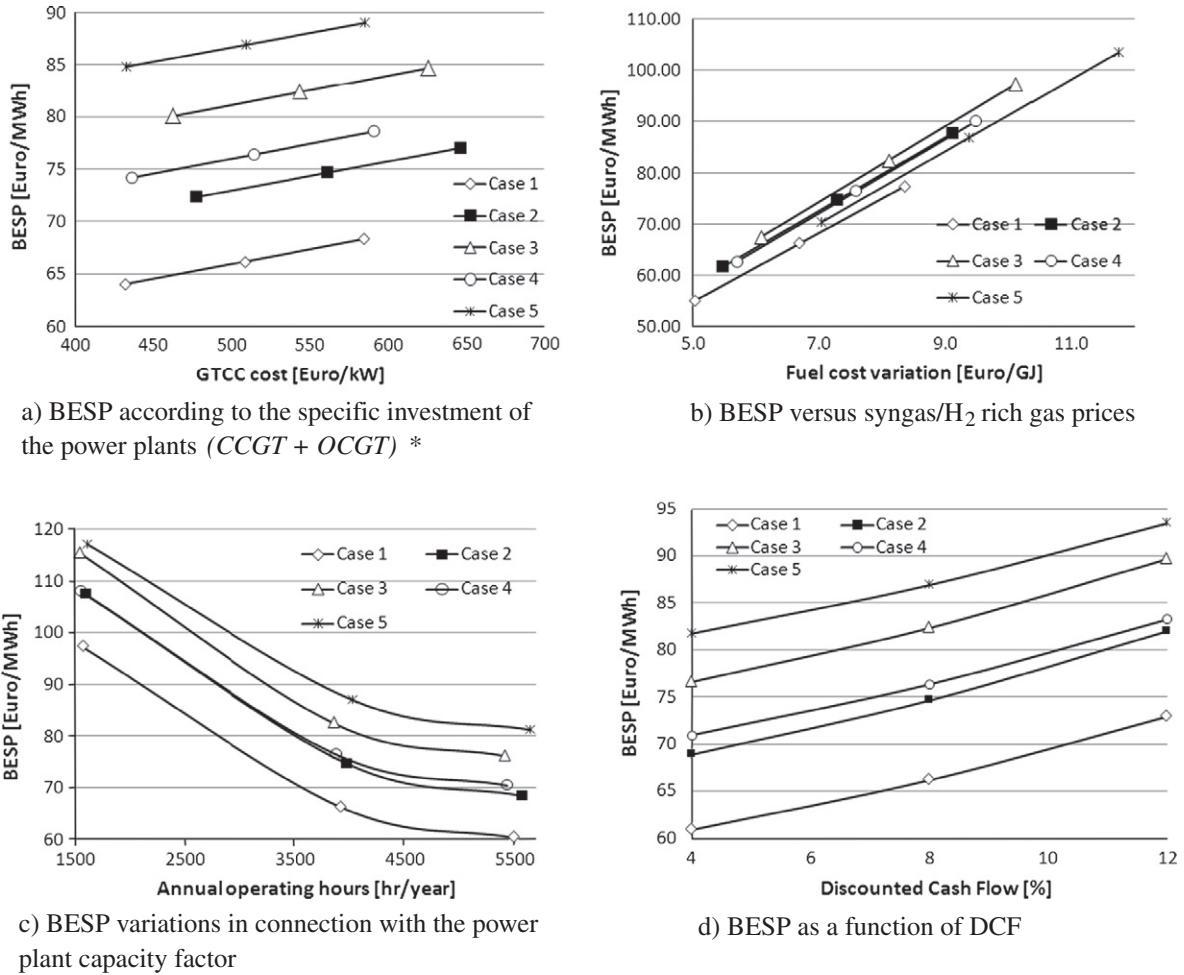 90
85
80
75
70
65
60
BESP [Euro/MWh]
400 450 500 550 600 650 700
GTCC cost [Euro/kW]
Case 1
Case 2
Case 3
Case 4
Case 5
a) BESP according to the specific investment of
the power plants (CCGT + OCGT) *
110.00
100.00
90.00
80.00
70.00
60.00
50.00
BESP [Euro/MWh]
5.0 7.0 9.0 11.0
Fuel cost variation [Euro/GJ]
Case 1 Case 2
Case 3 Case 4
Case 5
b) BESP versus syngas/H2 rich gas prices
120
110
100
90
80
70
60
BESP [Euro/MWh]
1500 2500 3500 4500 5500
Annual operating hours [hr/year]
Case 1 Case 2
Case 3 Case 4
Case 5
c) BESP variations in connection with the power
plant capacity factor
95
90
85
80
75
70
65
60
BESP [Euro/MWh]
4 6 8 10 12
Discounted Cash Flow [%]
Case 1 Case 2
Case 3 Case 4
Case 5
d) BESP as a function of DCF